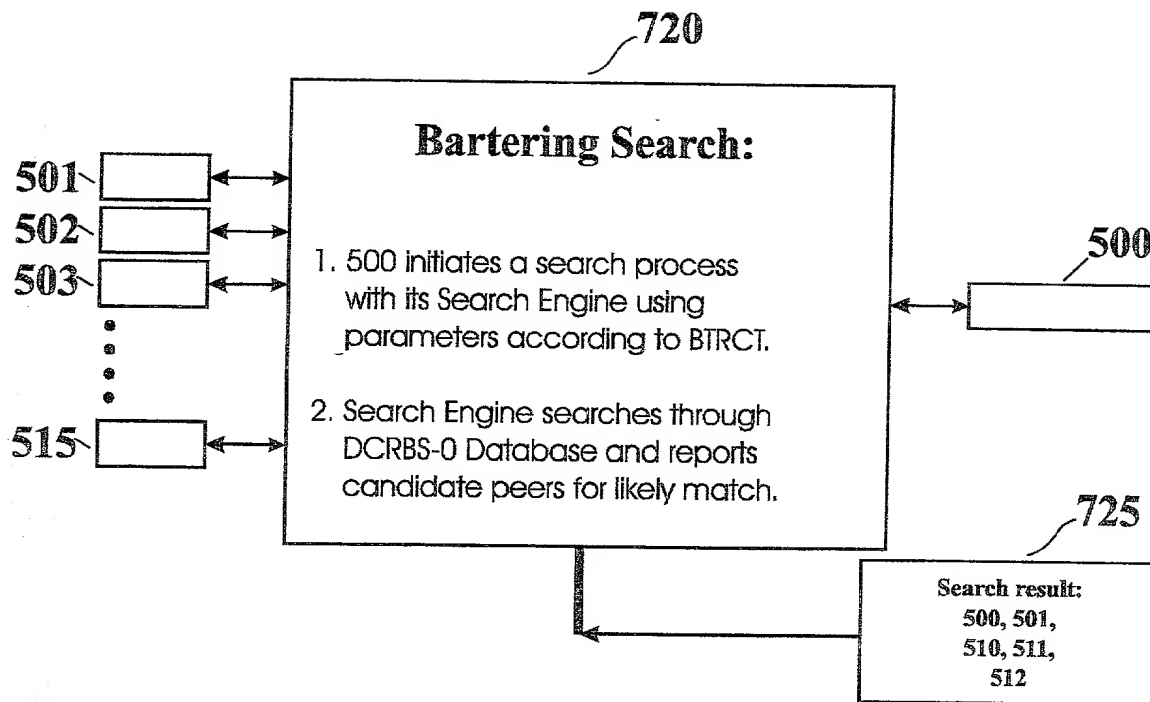 720
Bartering Search:
501
502
503
515
1. 500 initiates a search process
with its Search Engine using
parameters according to BTRCT.
2. Search Engine searches through
DCRBS-0 Database and reports
candidate peers for likely match.
500
725
Search result:
500, 501,
510, 511,
512